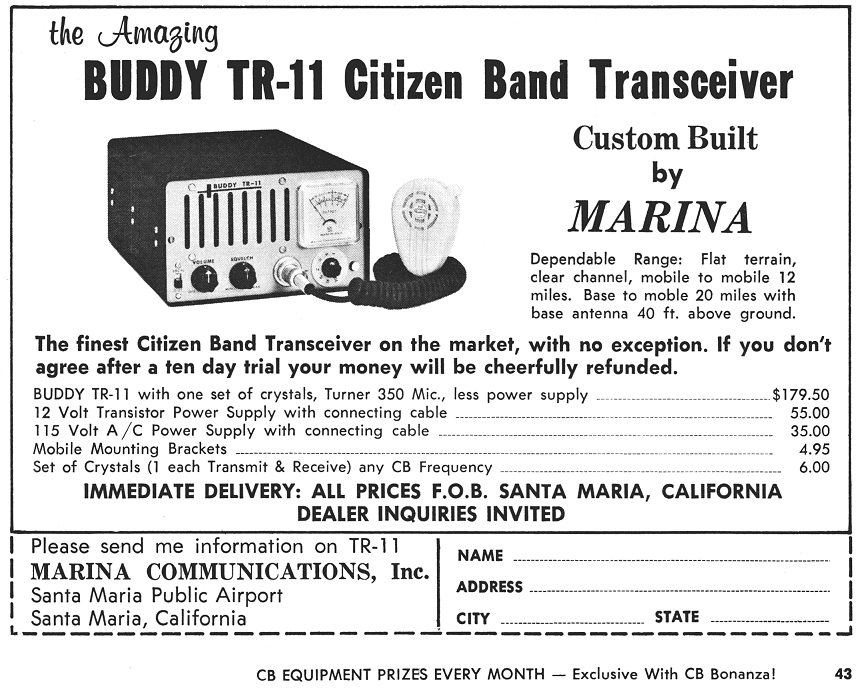 the Amazing
BUDDY TR-11 Citizen Band Transceiver
Custom Built
by
MARINA
BUDDY TR-11
VOLUME SQUELCH
Dependable Range: Flat terrain,
clear channel, mobile to mobile 12
miles. Base to moble 20 miles with
base antenna 40 ft. above ground.
The finest Citizen Band Transceiver on the market, with no exception. If you don't
agree after a ten day trial your money will be cheerfully refunded.
BUDDY TR-11 with one set of crystals, Turner 350 Mic., less power supply $179.50
12 Volt Transistor Power Supply with connecting cable 55.00
115 Volt A/C Power Supply with connecting cable 35.00
Mobile Mounting Brackets 4.95
Set of Crystals (1 each Transmit & Receive) any CB Frequency 6.00
IMMEDIATE DELIVERY: ALL PRICES F.O.B. SANTA MARIA, CALIFORNIA
DEALER INQUIRIES INVITED
Please send me information on TR-11
MARINA COMMUNICATIONS, Inc.
Santa Maria Public Airport
Santa Maria, California
NAME
ADDRESS
CITY STATE
CB EQUIPMENT PRIZES EVERY MONTH — Exclusive With CB Bonanza! 43